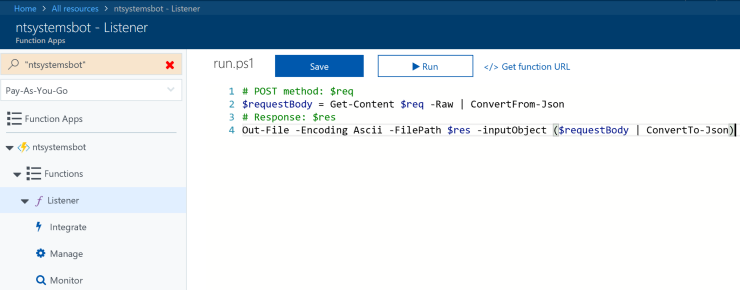 Home > All resources > ntsystemsbot - Listener
ntsystemsbot - Listener
Function Apps
"ntsystemsbot"
Pay-As-You-Go
Function Apps
ntsystemsbot
Functions
Listener
Integrate
Manage
Monitor
run.ps1 Save Run </> Get function URL
1 # POST method: $req
2 $requestBody = Get-Content $req -Raw | ConvertFrom-Json
3 # Response: $res
4 Out-File -Encoding Ascii -FilePath $res -inputObject ($requestBody | ConvertTo-Json)